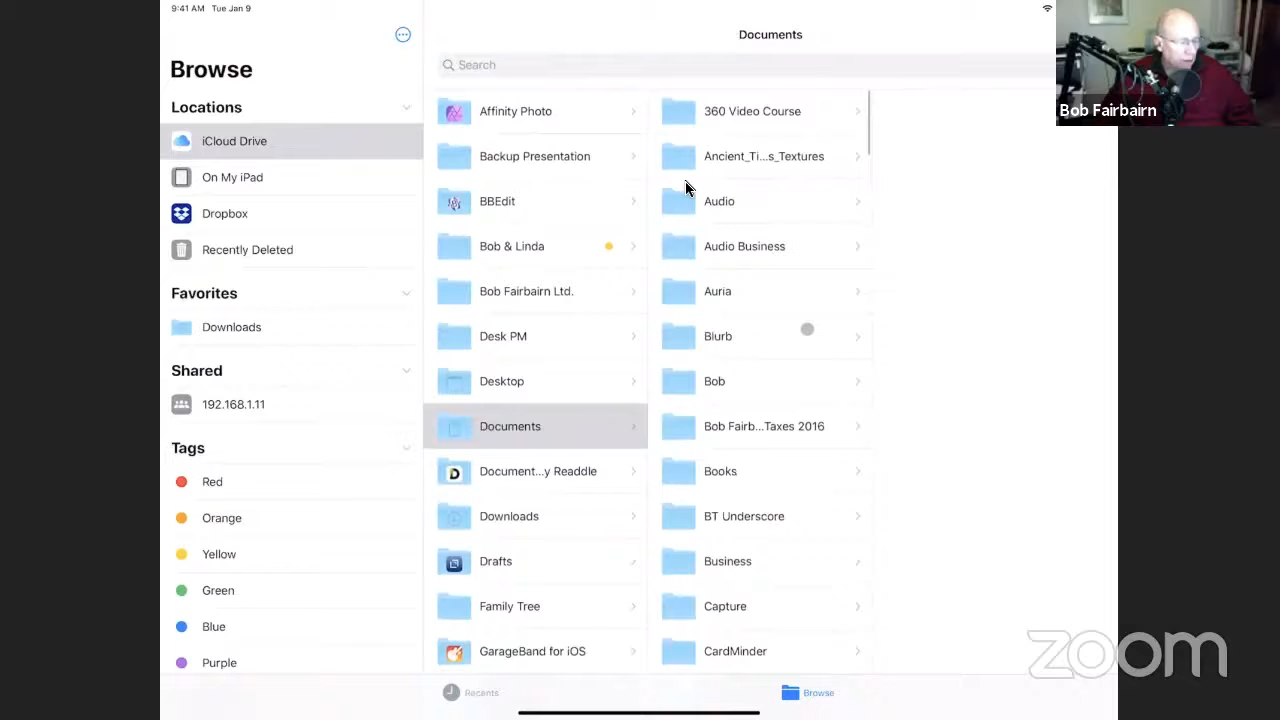 9:41 AM Tue Jan 9
Browse
Locations
iCloud Drive
On My iPad
Dropbox
Recently Deleted
Favorites
Downloads
Shared
192.168.1.11
Tags
Red
Orange
Yellow
Green
Blue
Purple
Documents
Search
Affinity Photo
Backup Presentation
BBEdit
Bob & Linda
Bob Fairbairn Ltd.
Desk PM
Desktop
Documents
Document...y Readdle
Downloads
Drafts
Family Tree
GarageBand for iOS
360 Video Course
Ancient_Ti...s_Textures
Audio
Audio Business
Auria
Blurb
Bob
Bob Fairb...Taxes 2016
Books
BT Underscore
Business
Capture
CardMinder
Recents
Browse
Bob Fairbairn
zoom